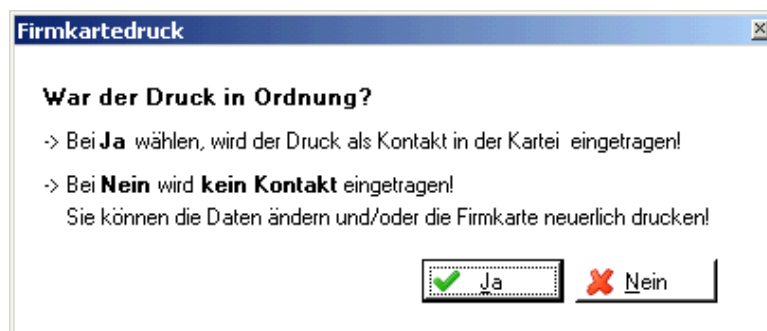 Firmkartedruck
War der Druck in Ordnung?
-> Bei Ja wählen, wird der Druck als Kontakt in der Kartei eingetragen!
-> Bei Nein wird kein Kontakt eingetragen!
Sie können die Daten ändern und/oder die Firmkarte neuerlich drucken!
Ja Nein